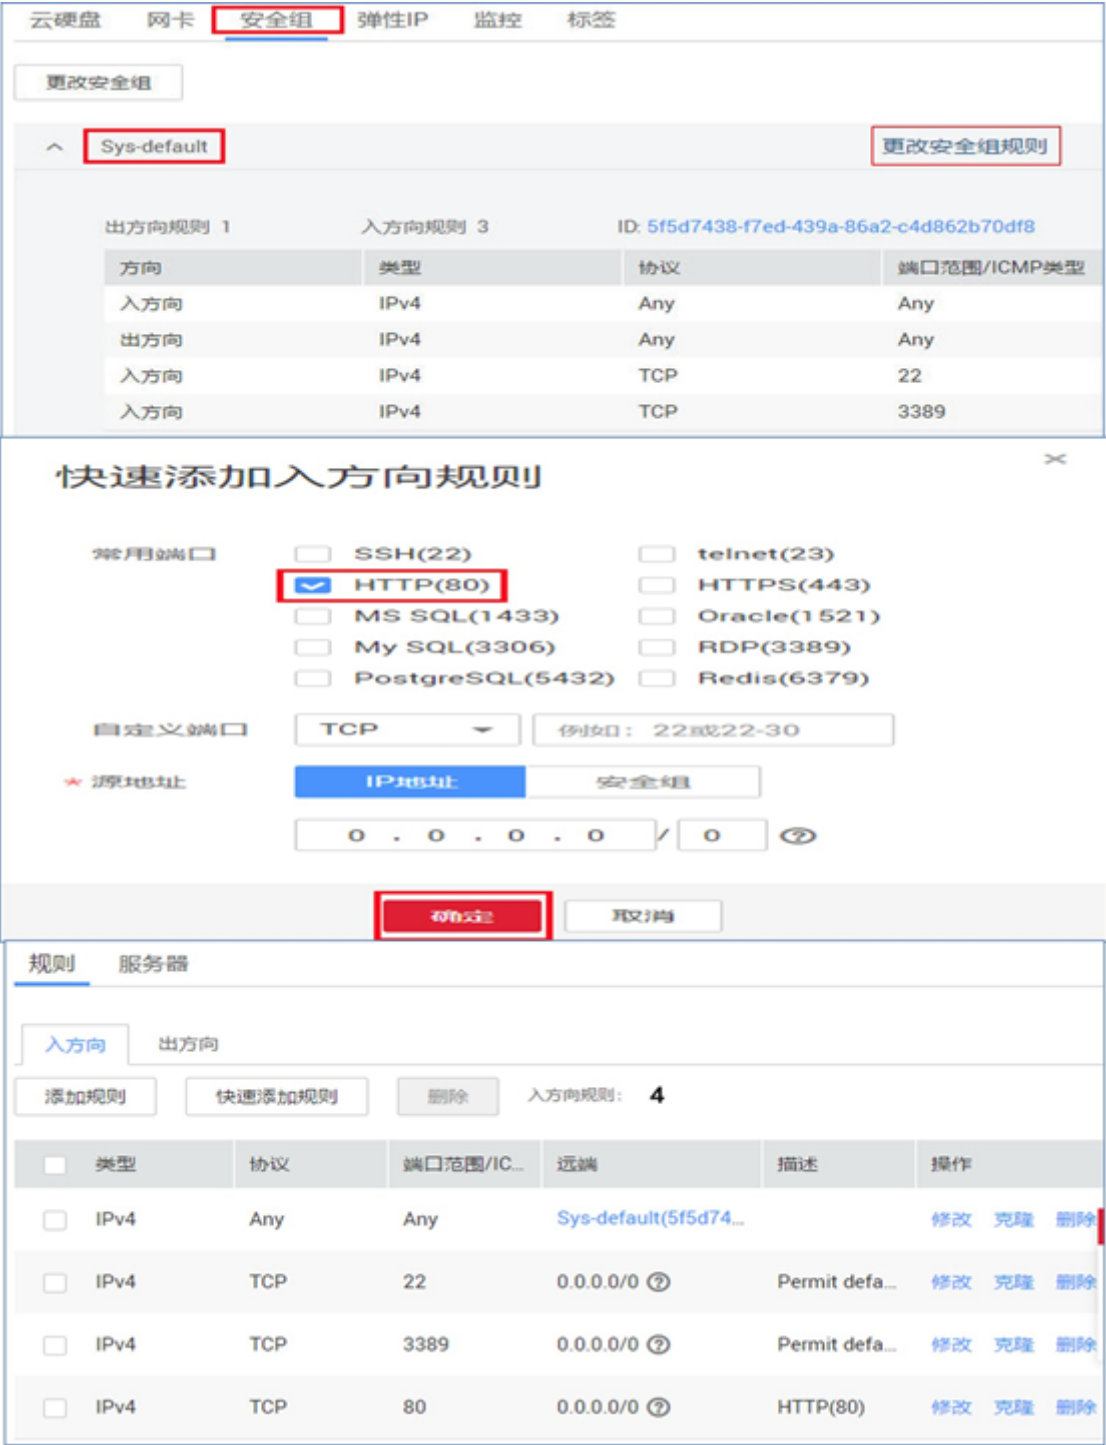 云硬盘 网卡 安全组 弹性IP 监控 标签
更改安全组
Sys-default 更改安全组规则
出方向规则 1 入方向规则 3 ID: 5f5d7438-f7ed-439a-86a2-c4d862b70df8
方向 类型 协议 端口范围/ICMP类型
入方向 IPv4 Any Any
出方向 IPv4 Any Any
入方向 IPv4 TCP 22
入方向 IPv4 TCP 3389
快速添加入方向规则
常用端口 SSH(22) telnet(23)
HTTP(80) HTTPS(443)
MS SQL(1433) Oracle(1521)
My SQL(3306) RDP(3389)
PostgreSQL(5432) Redis(6379)
自定义端口 TCP 例如：22或22-30
* 源地址 IP地址 安全组
0 . 0 . 0 . 0 / 0
确定 取消
规则 服务器
入方向 出方向
添加规则 快速添加规则 删除 入方向规则： 4
类型 协议 端口范围/IC... 远端 描述 操作
IPv4 Any Any Sys-default(5f5d74... 修改 克隆 删除
IPv4 TCP 22 0.0.0.0/0 Permit defa... 修改 克隆 删除
IPv4 TCP 3389 0.0.0.0/0 Permit defa... 修改 克隆 删除
IPv4 TCP 80 0.0.0.0/0 HTTP(80) 修改 克隆 删除